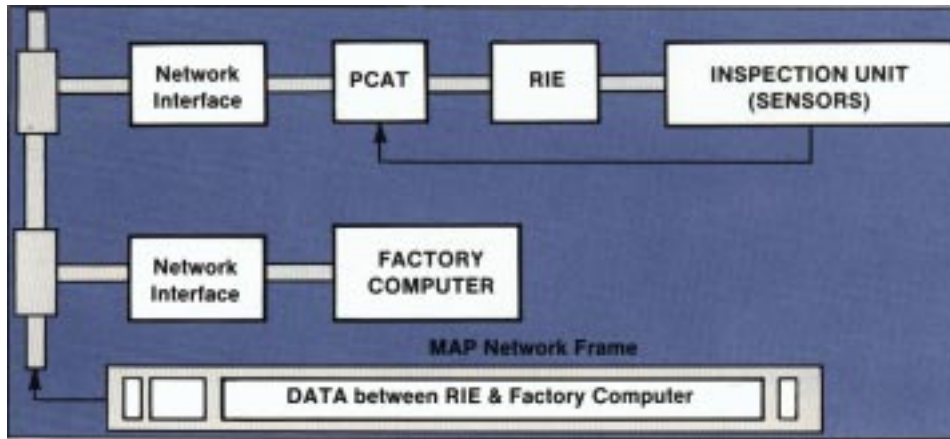 Network
Interface
PCAT
RIE
INSPECTION UNIT
(SENSORS)
Network
Interface
FACTORY
COMPUTER
MAP Network Frame
DATA between RIE & Factory Computer